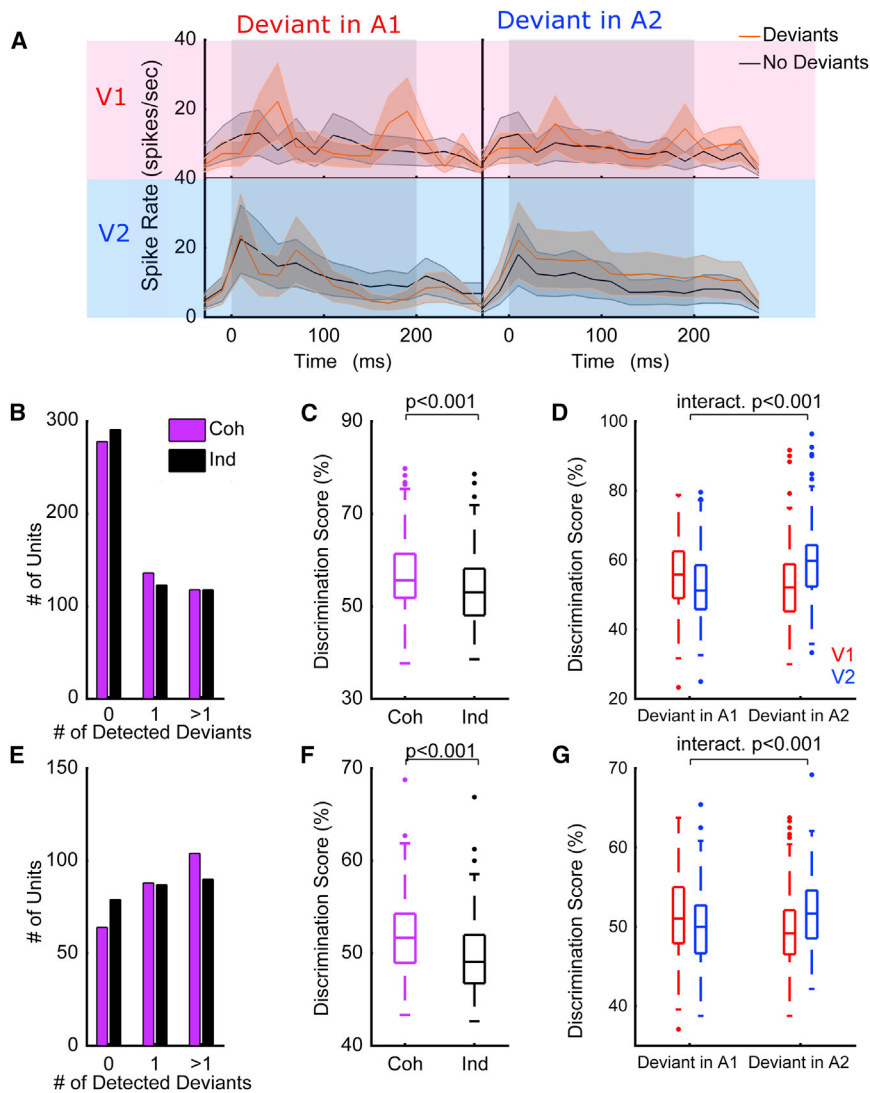 A
Deviant in A1
Deviant in A2
Deviants
No Deviants
V1
V2
Spike Rate (spikes/sec)
40
20
40
20
0
0
100
200
0
100
200
Time (ms)
Time (ms)
B
300
200
100
0
# of Units
Coh
Ind
0
1
>1
# of Detected Deviants
C
p<0.001
90
70
50
30
Discrimination Score (%)
Coh
Ind
D
interact. p<0.001
100
80
60
40
20
Discrimination Score (%)
V1
V2
Deviant in A1
Deviant in A2
E
150
100
50
0
# of Units
0
1
>1
# of Detected Deviants
F
p<0.001
70
60
50
40
Discrimination Score (%)
Coh
Ind
G
interact. p<0.001
70
60
50
40
Discrimination Score (%)
Deviant in A1
Deviant in A2